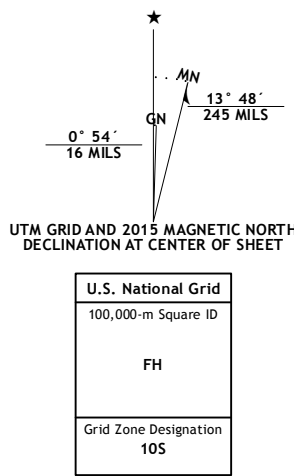 ★
MN
GN
13° 48´
245 MILS
0° 54´
16 MILS
UTM GRID AND 2015 MAGNETIC NORTH
DECLINATION AT CENTER OF SHEET
U.S. National Grid
100,000-m Square ID
FH
Grid Zone Designation
10S